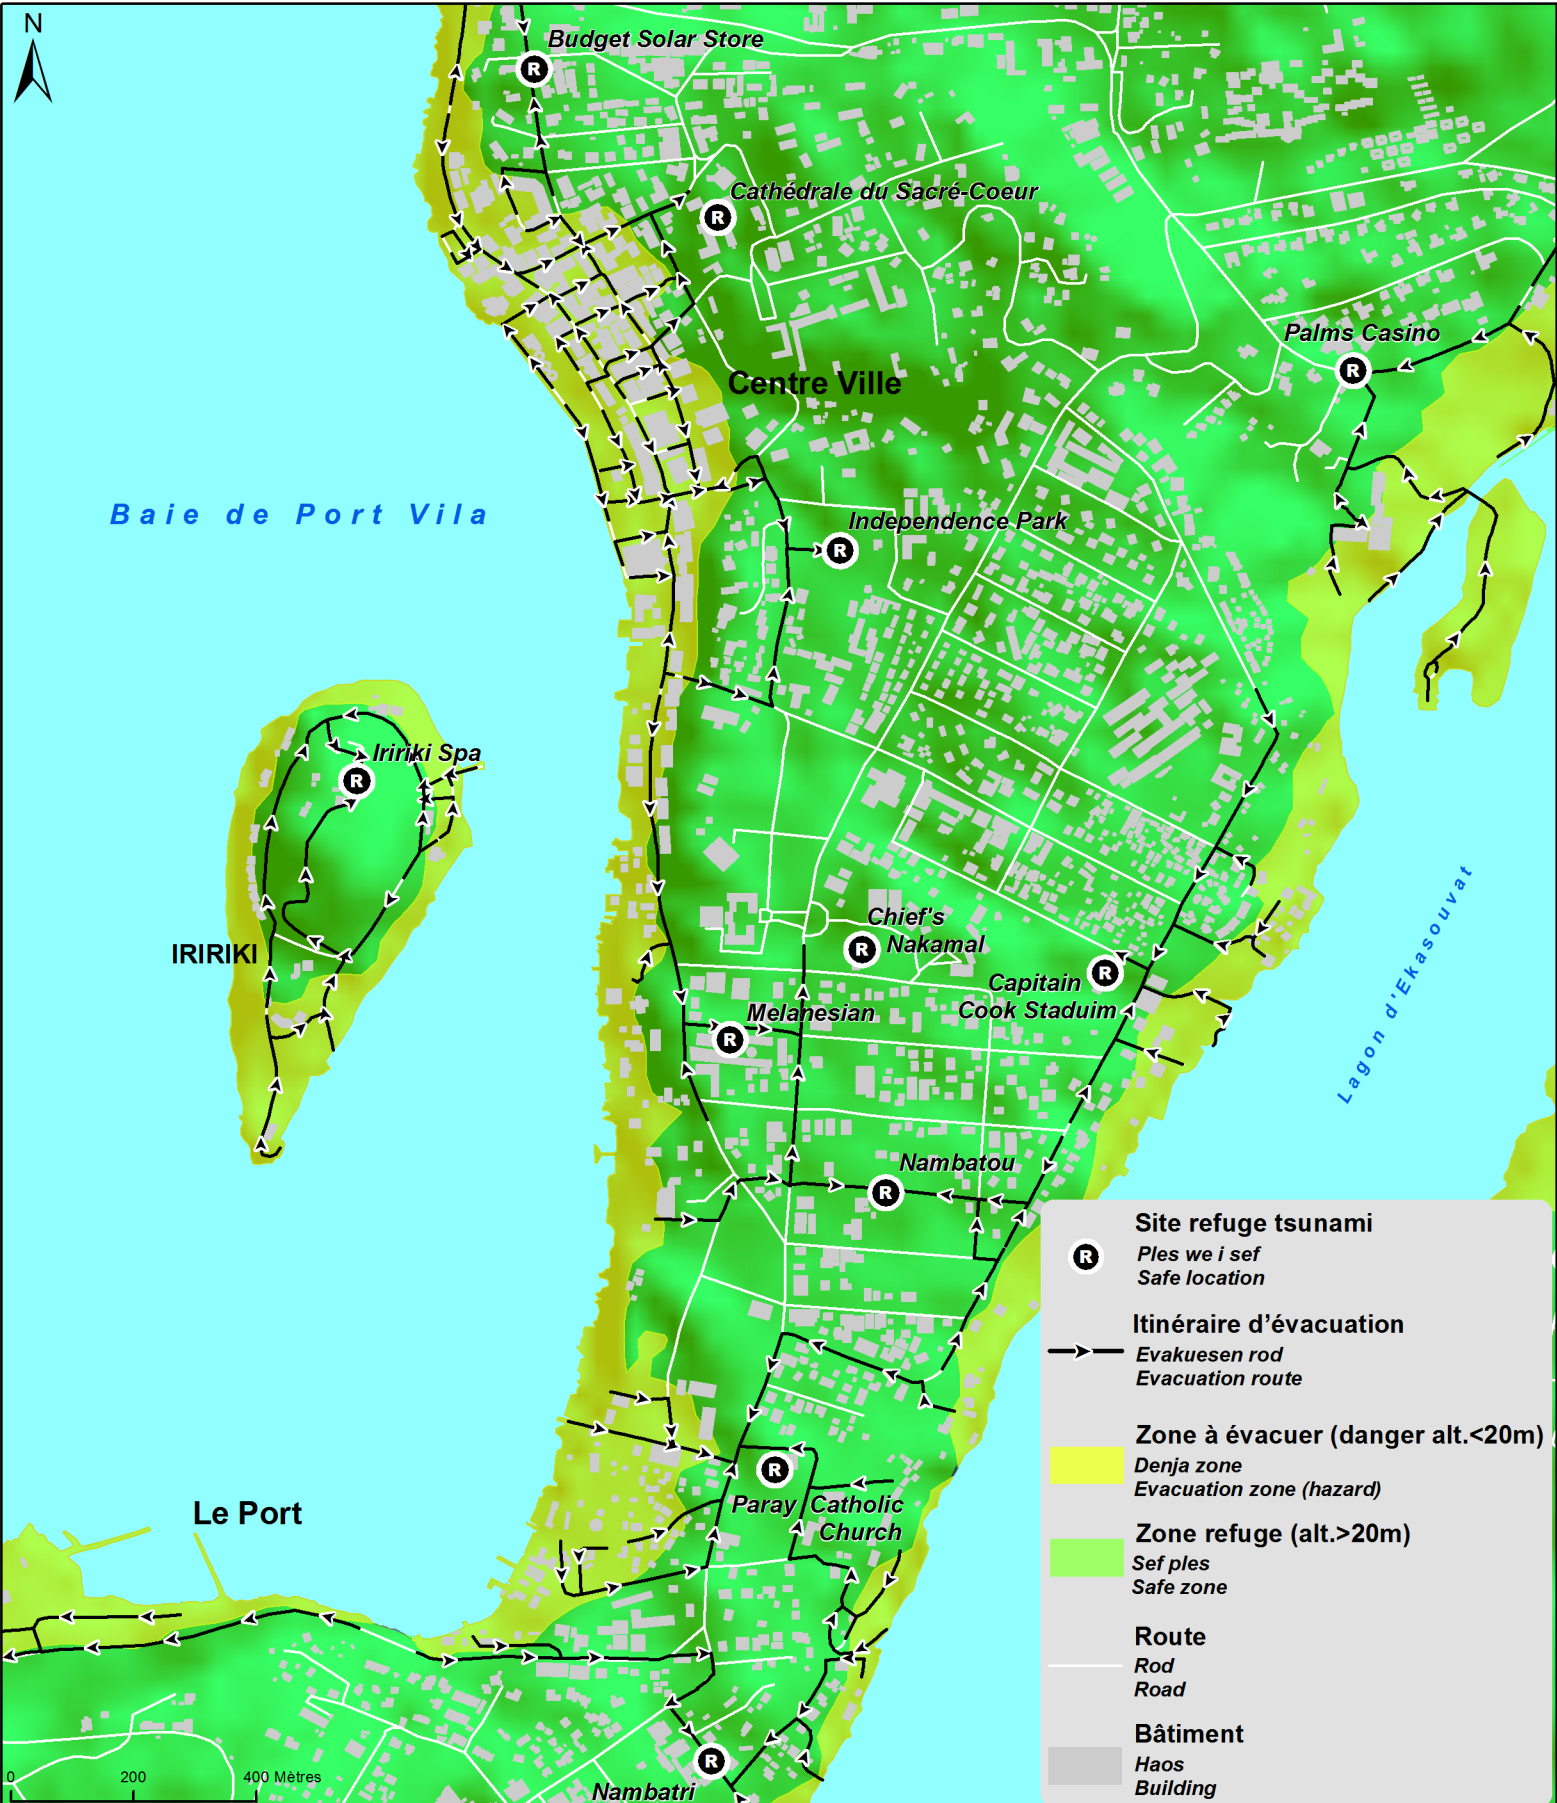 N
Budget Solar Store
R
Cathédrale du Sacré-Coeur
R
Palms Casino
R
Centre Ville
Baie de Port Vila
Independence Park
R
Iririki Spa
R
IRIRIKI
Chief's
Nakamal
R
Capitain
Cook Staduim
R
Melanesian
R
Lagon d'Ekasouvat
Nambatou
R
R
Paray Catholic
Church
Le Port
R
Nambatri
0 200 400 Mètres
Site refuge tsunami
R
Ples we i sef
Safe location
Itinéraire d'évacuation
Evakuesen rod
Evacuation route
Zone à évacuer (danger alt.<20m)
Denja zone
Evacuation zone (hazard)
Zone refuge (alt.>20m)
Sef ples
Safe zone
Route
Rod
Road
Bâtiment
Haos
Building